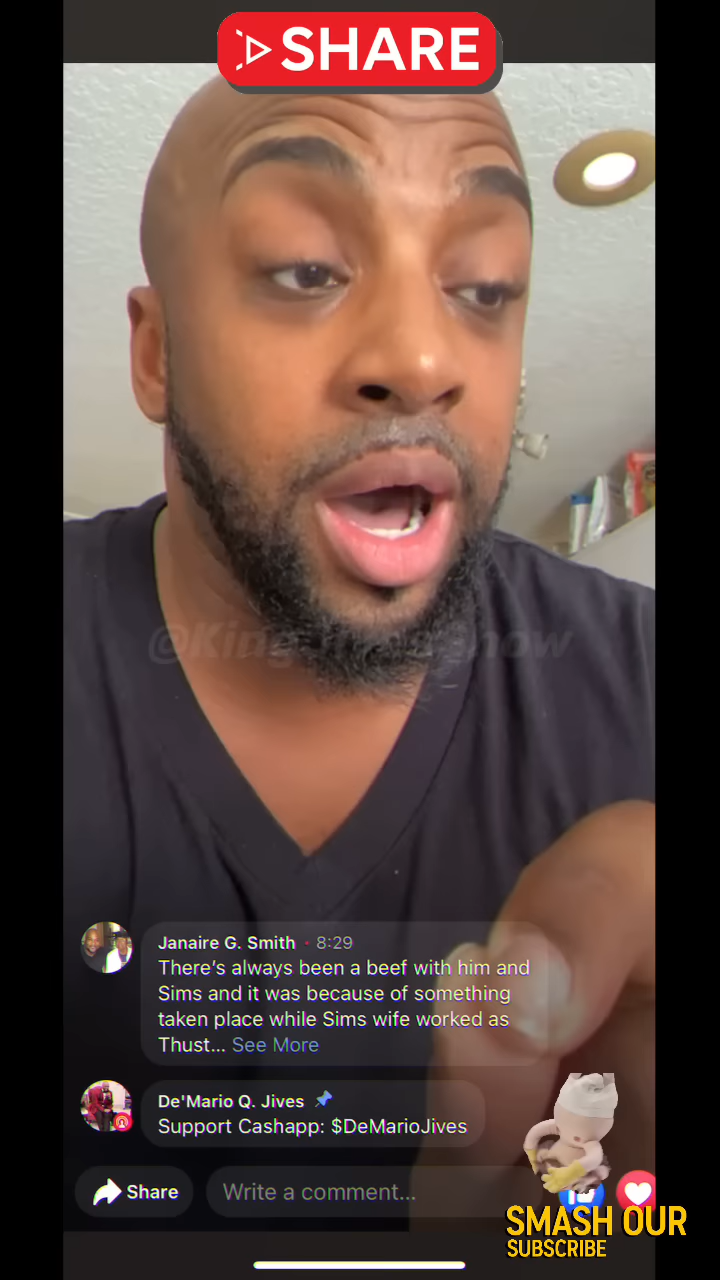 SHARE
Janaire G. Smith · 8:29
There's always been a beef with him and
Sims and it was because of something
taken place while Sims wife worked as
Thust... See More
De'Mario Q. Jives
Support Cashapp: $DeMarioJives
Share
Write a comment...
SMASH OUR
SUBSCRIBE